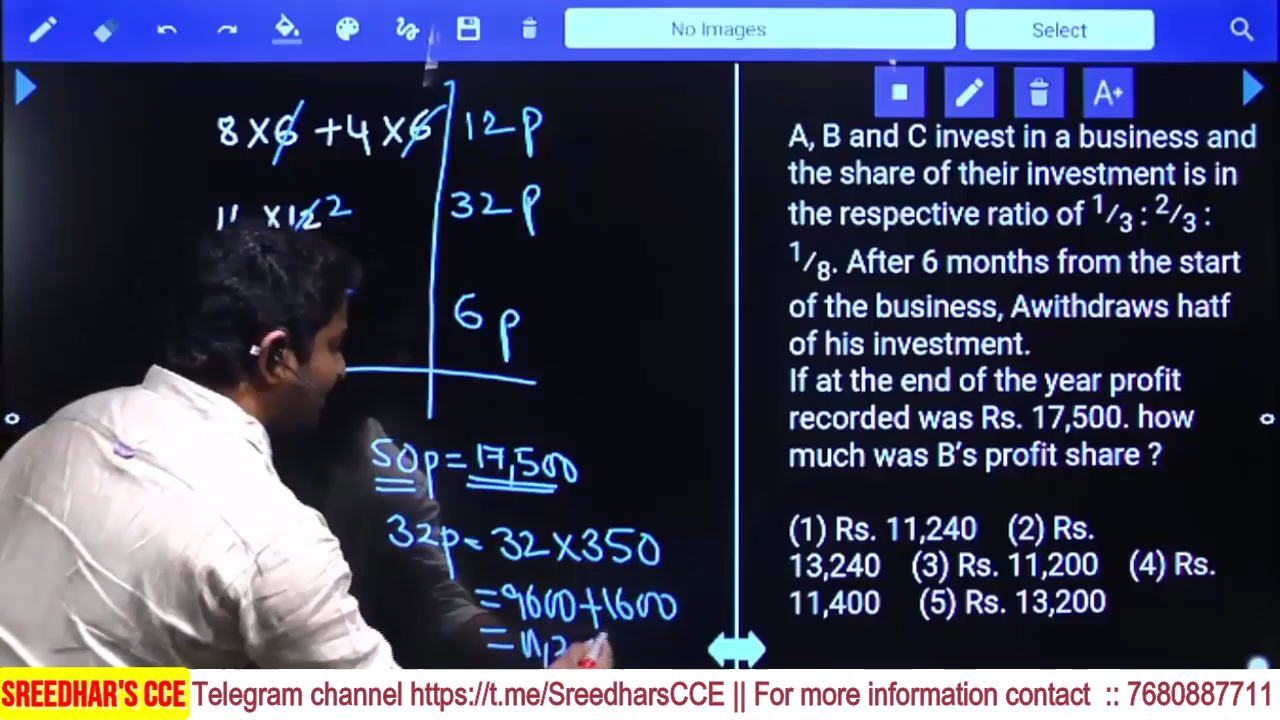 No Images
Select
A+
8 × 6 + 4 × 6 12 p
× 12 2 32 p
6 p
50p = 17,500
32p = 32 × 350
= 9600 + 1600
= 11,2
A, B and C invest in a business and
the share of their investment is in
the respective ratio of 1/3 : 2/3 :
1/8. After 6 months from the start
of the business, Awithdraws hatf
of his investment.
If at the end of the year profit
recorded was Rs. 17,500. how
much was B's profit share ?
(1) Rs. 11,240 (2) Rs.
13,240 (3) Rs. 11,200 (4) Rs.
11,400 (5) Rs. 13,200
SREEDHAR'S CCE Telegram channel https://t.me/SreedharsCCE || For more information contact :: 7680887711